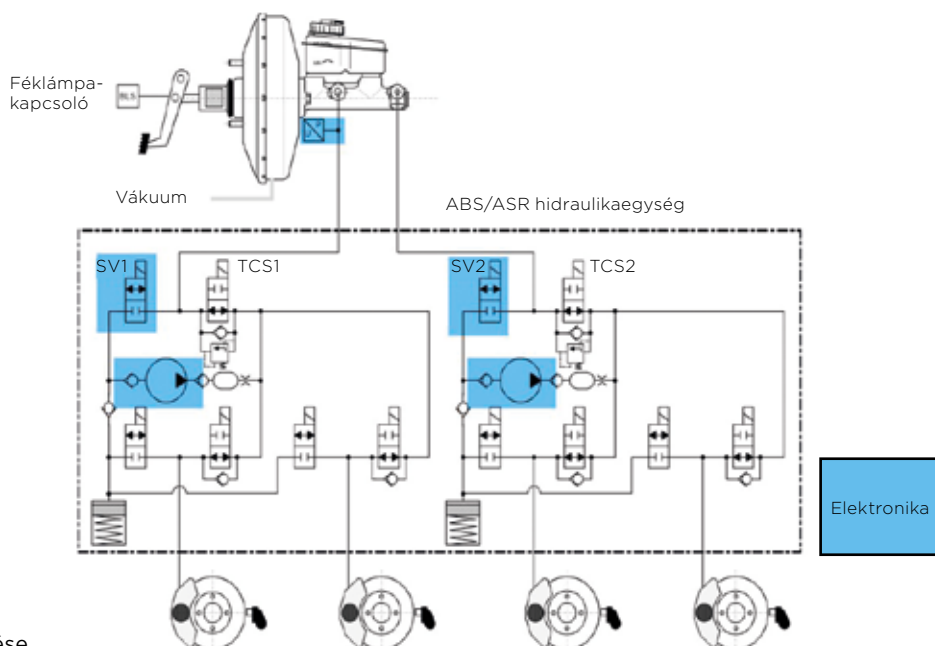 Féklámpa-
kapcsoló
BLS
Vákuum
ABS/ASR hidraulikaegység
SV1
TCS1
SV2
TCS2
Elektronika